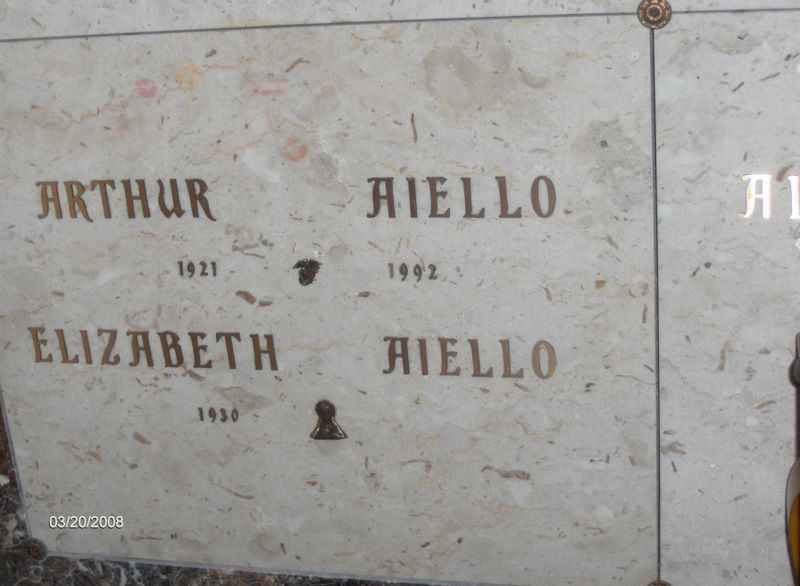 ARTHUR AIELLO
1921 1992
ELIZABETH AIELLO
1930
03/20/2008